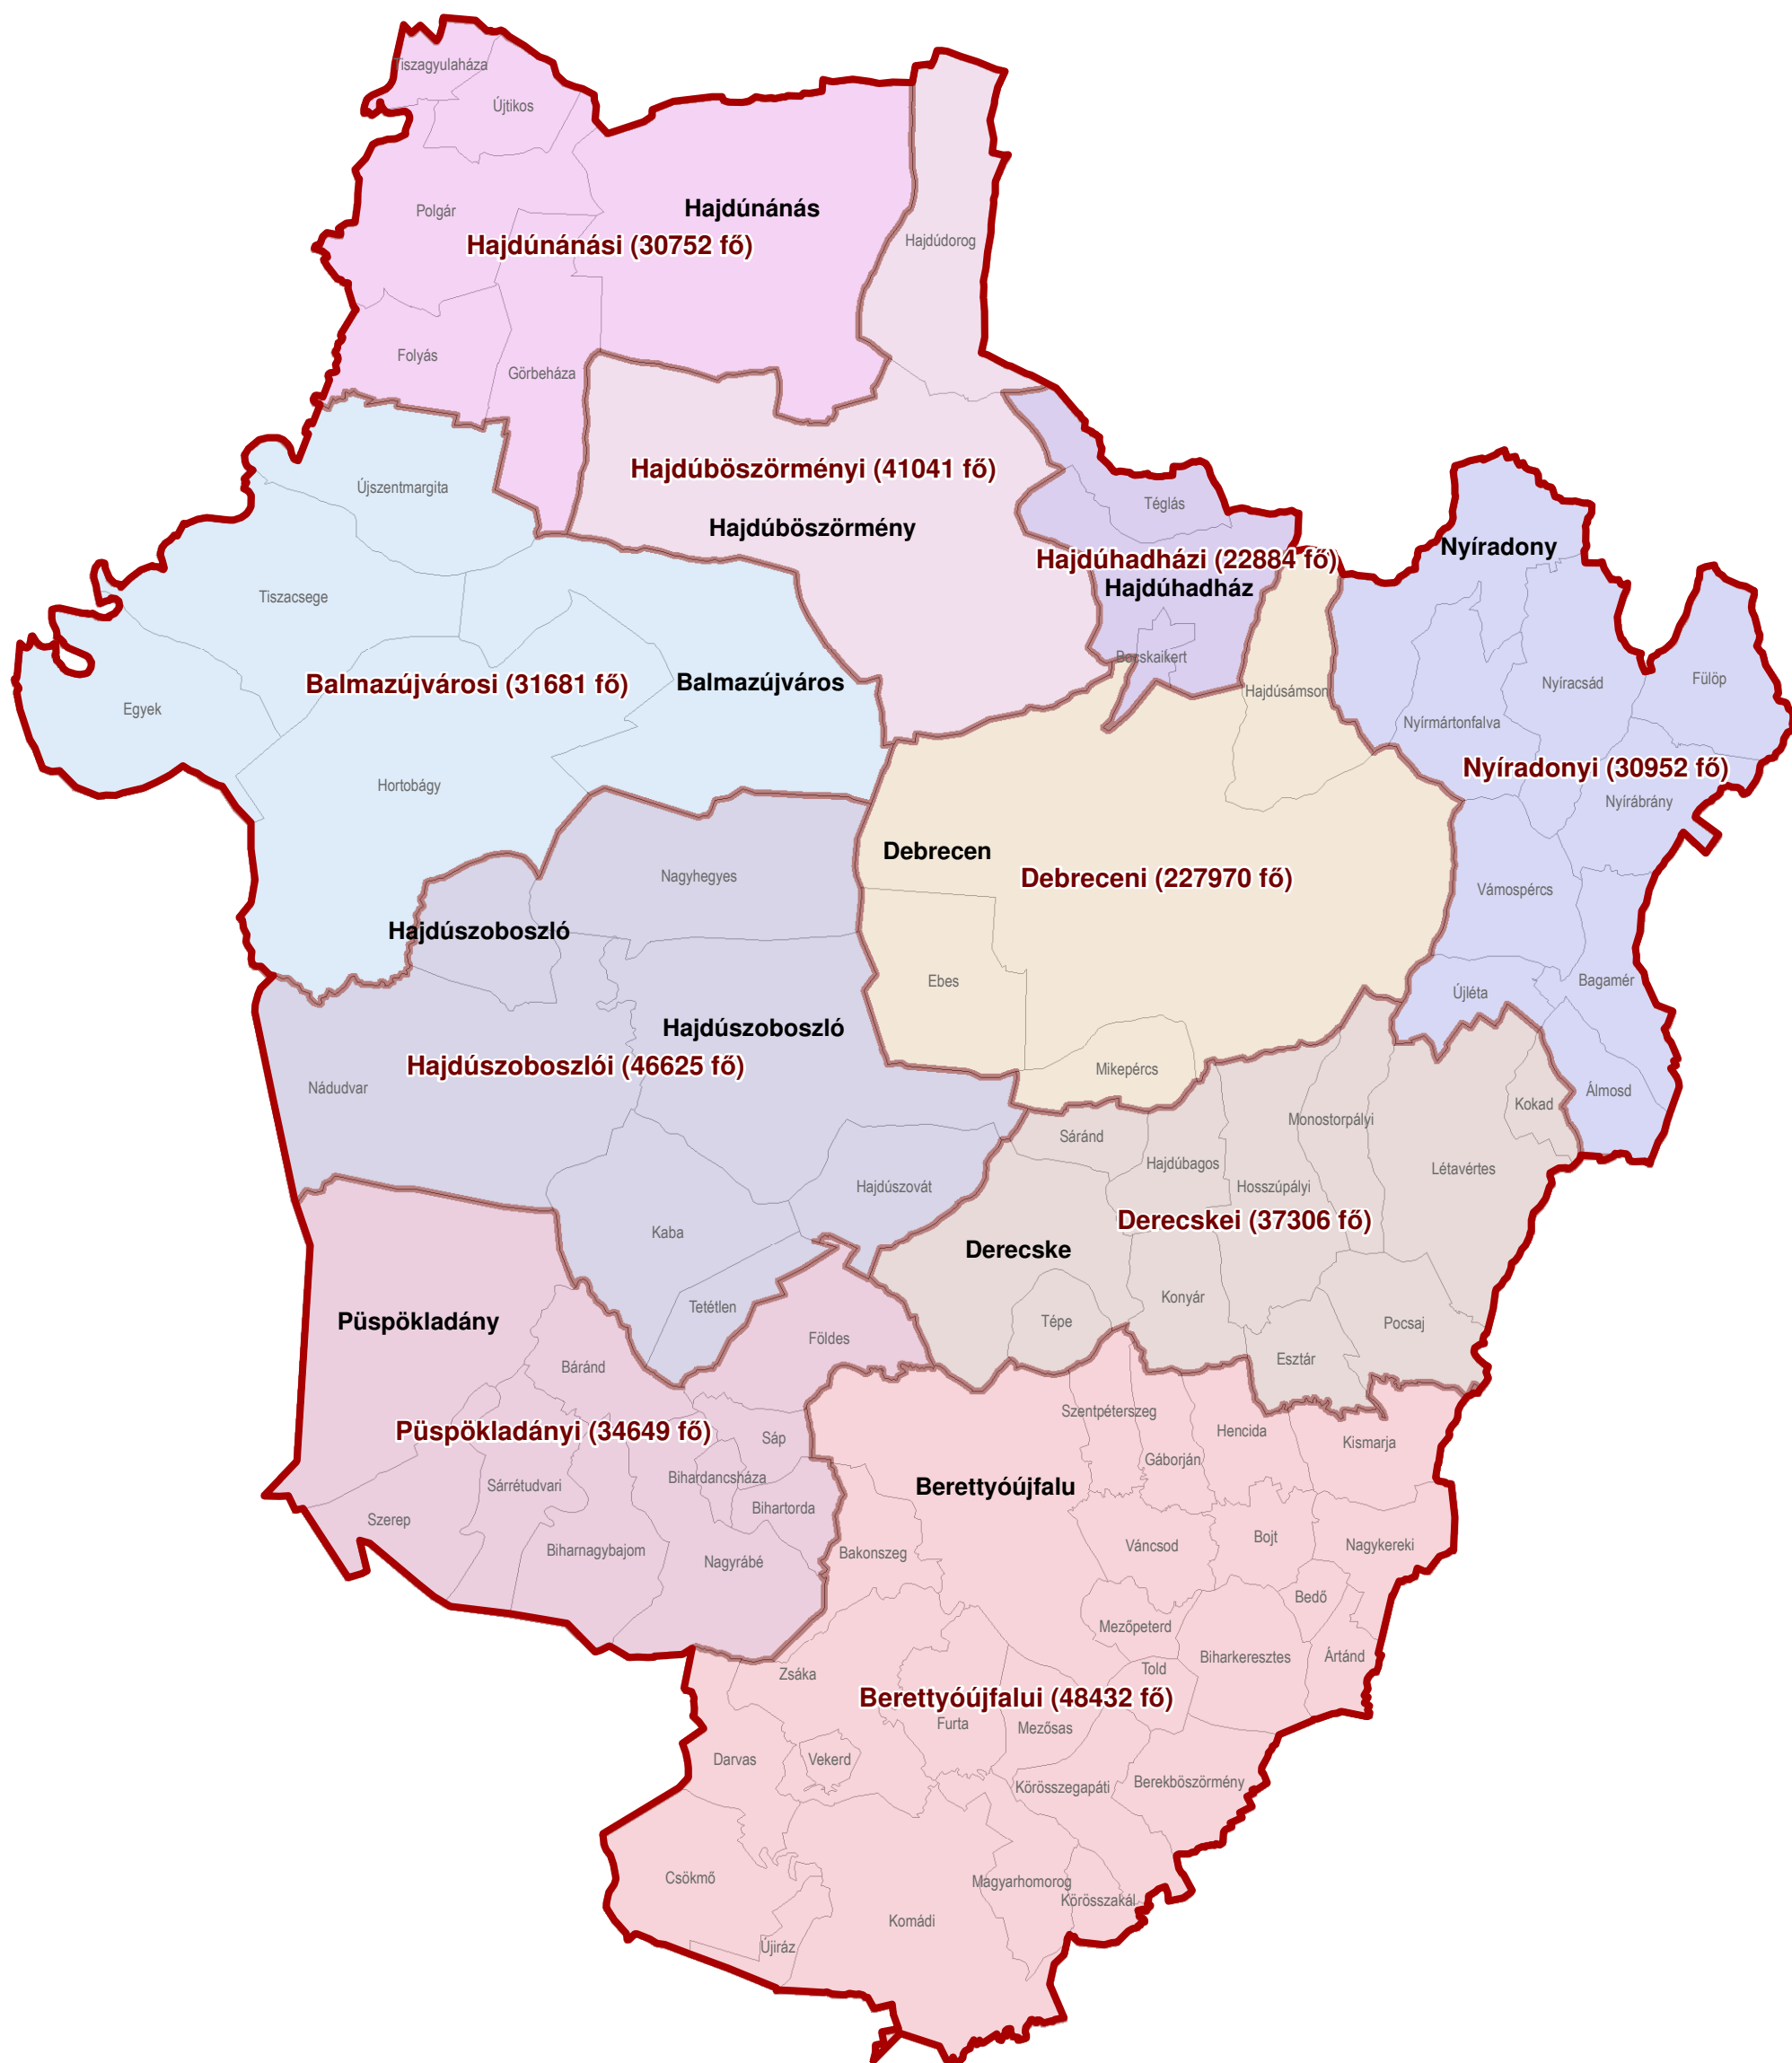 Tiszagyulaháza
Újtikos
Polgár
Hajdúnánás
Hajdúnánási (30752 fő)
Hajdúdorog
Folyás
Görbeháza
Hajdúböszörményi (41041 fő)
Újszentmargita
Téglás
Hajdúböszörmény
Nyíradony
Hajdúhadházi (22884 fő)
Hajdúhadház
Tiszacsege
Bocskaikert
Balmazújvárosi (31681 fő)
Balmazújváros
Hajdúsámson
Nyíracsád
Fülöp
Egyek
Nyírmártonfalva
Nyíradonyi (30952 fő)
Hortobágy
Nyírábrány
Debrecen
Debreceni (227970 fő)
Nagyhegyes
Vámospércs
Hajdúszoboszló
Ebes
Bagamér
Újléta
Hajdúszoboszló
Hajdúszoboszlói (46625 fő)
Mikepércs
Nádudvar
Álmosd
Kokad
Monostorpályi
Sáránd
Hajdúbagos
Létavértes
Hajdúszovát
Hosszúpályi
Derecskei (37306 fő)
Kaba
Derecske
Konyár
Tetétlen
Püspökladány
Tépe
Pocsaj
Földes
Esztár
Báránd
Szentpéterszeg
Püspökladányi (34649 fő)
Hencida
Sáp
Kismarja
Gáborján
Bihardancsháza
Sárrétudvari
Berettyóújfalu
Bihartorda
Szerep
Bojt
Váncsod
Nagykereki
Biharnagybajom
Bakonszeg
Nagyrábé
Bedő
Mezőpeterd
Ártánd
Biharkeresztes
Told
Zsáka
Berettyóújfalui (48432 fő)
Furta
Mezősas
Darvas
Vekerd
Berekböszörmény
Körösszegapáti
Csökmő
Magyarhomorog
Körösszakál
Komádi
Újiráz